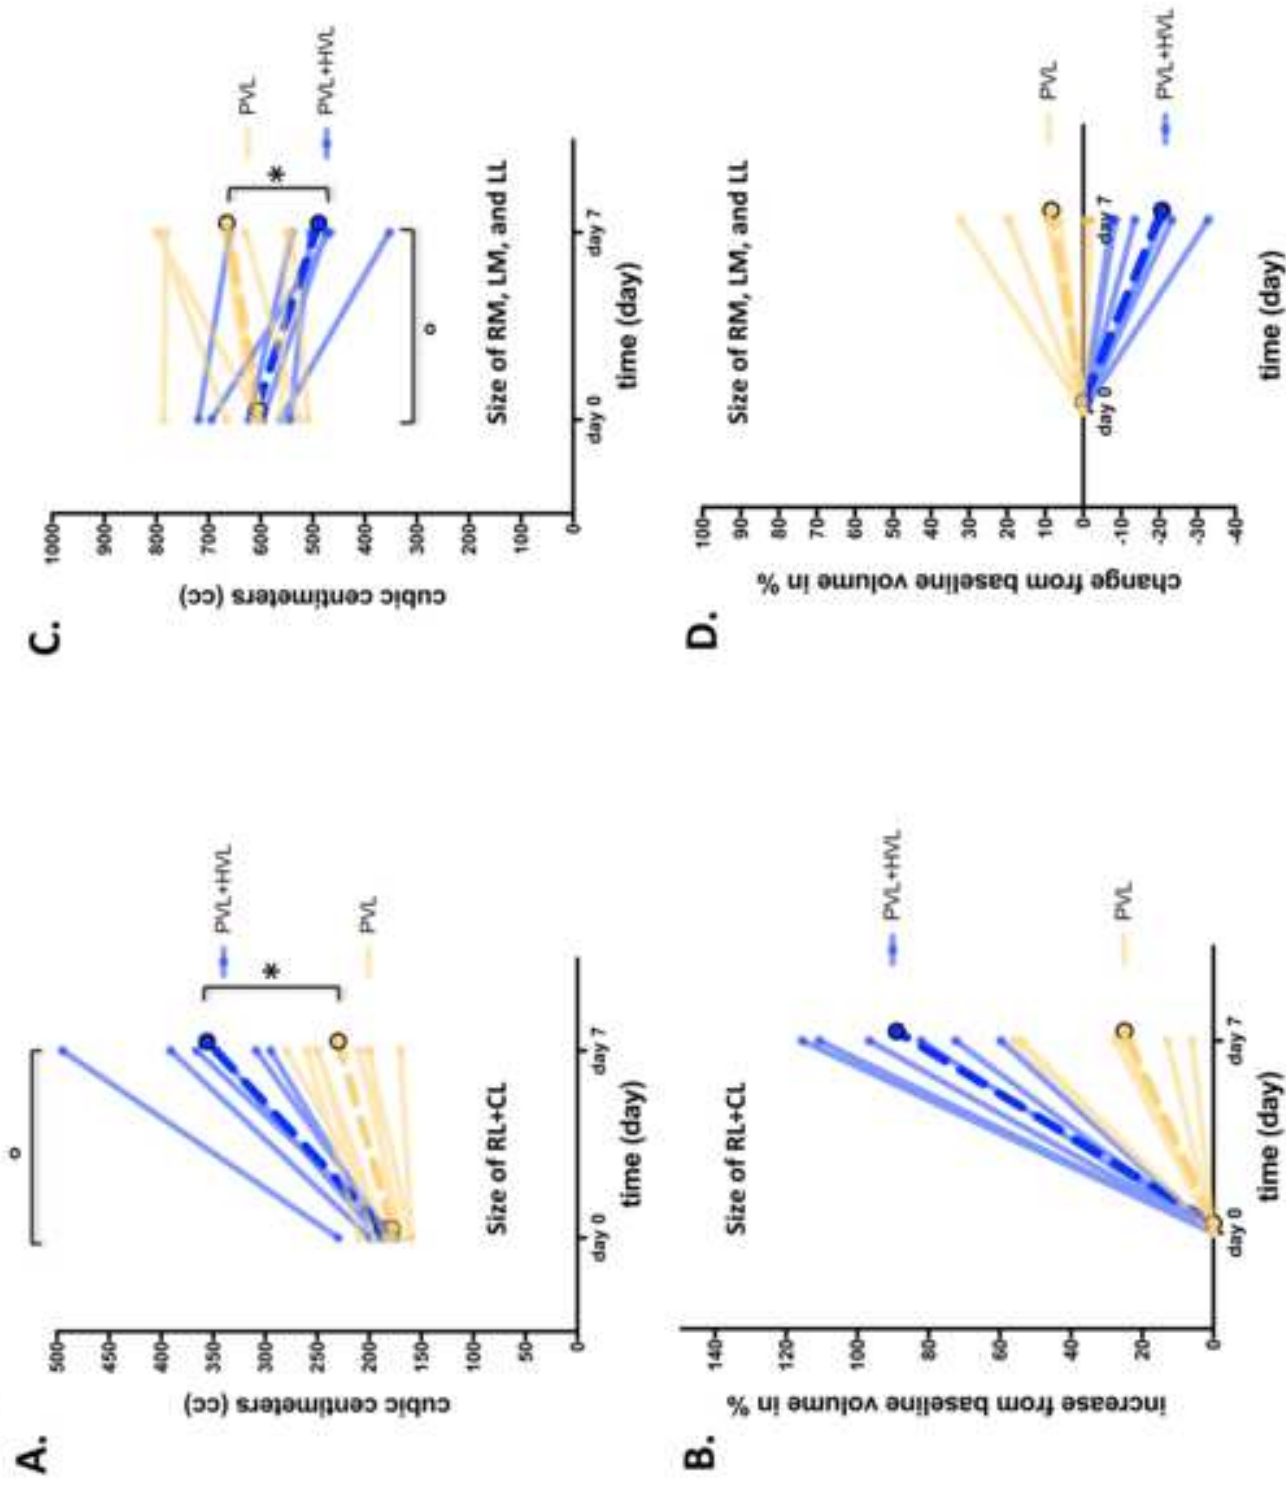 A.
cubic centimeters (cc)
500
450
400
350
300
250
200
150
0
day 0
day 7
time (day)
Size of RL+CL
°
*
PVL+HVL
PVL
B.
increase from baseline volume in %
140
120
100
80
60
40
20
0
day 0
day 7
time (day)
Size of RL+CL
PVL+HVL
PVL
C.
cubic centimeters (cc)
1000
900
800
700
600
500
400
300
200
100
0
day 0
day 7
time (day)
Size of RM, LM, and LL
°
*
PVL
PVL+HVL
D.
change from baseline volume in %
100
90
80
70
60
50
40
30
20
10
0
-10
-20
-30
-40
day 0
day 7
time (day)
Size of RM, LM, and LL
PVL
PVL+HVL